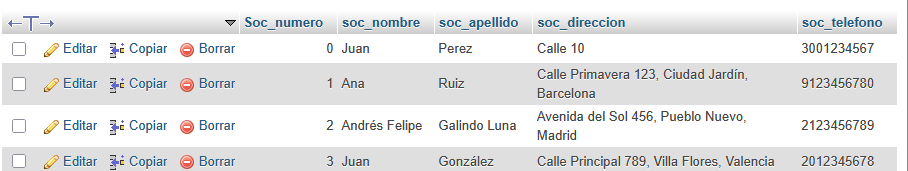 Soc_numero soc_nombre soc_apellido soc_direccion soc_telefono
Editar Copiar Borrar 0 Juan Perez Calle 10 3001234567
Editar Copiar Borrar 1 Ana Ruiz Calle Primavera 123, Ciudad Jardín, 9123456780
Barcelona
Editar Copiar Borrar 2 Andrés Felipe Galindo Luna Avenida del Sol 456, Pueblo Nuevo, 2123456789
Madrid
Editar Copiar Borrar 3 Juan González Calle Principal 789, Villa Flores, Valencia 2012345678